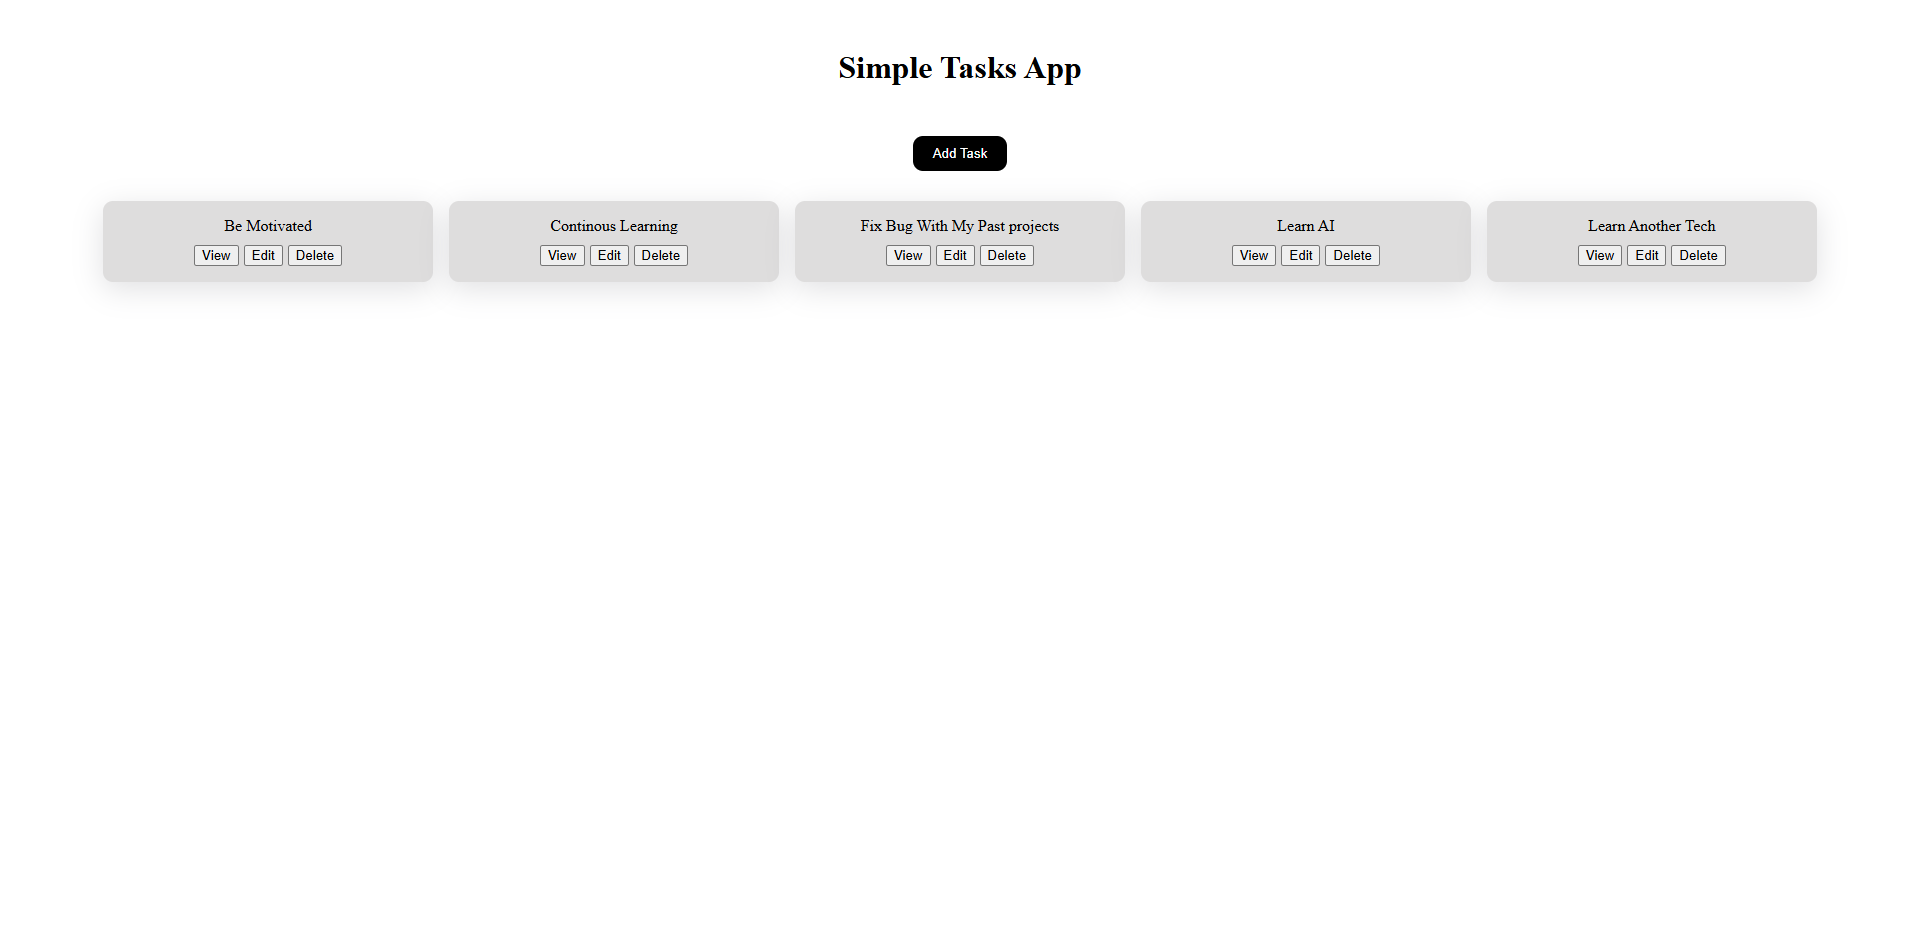 Simple Tasks App
Add Task
Be Motivated
View Edit Delete
Continous Learning
View Edit Delete
Fix Bug With My Past projects
View Edit Delete
Learn AI
View Edit Delete
Learn Another Tech
View Edit Delete